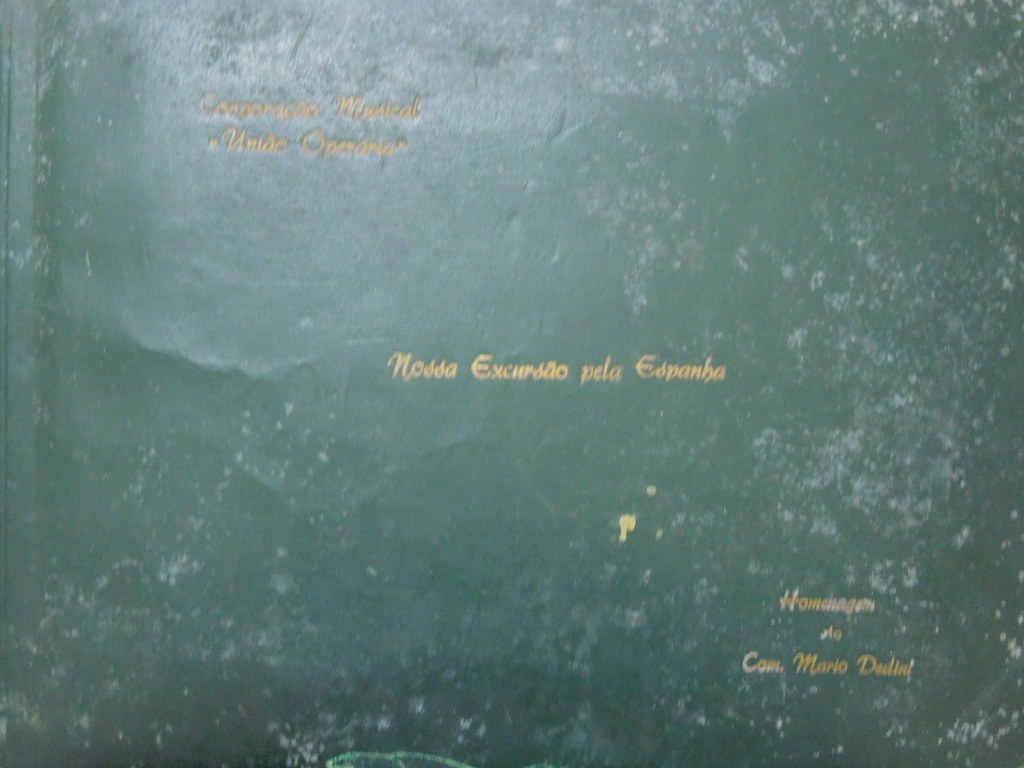 Corporação Musical
"União Operária"
Nossa Excursão pela Espanha
Homenagem
Ao
Com. Mario Dedini